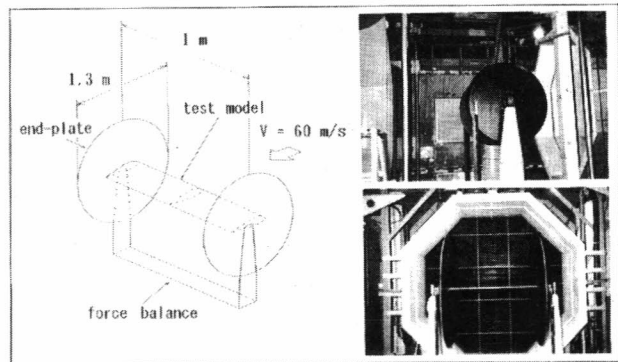 1 m
1.3 m
test model
end-plate
V = 60 m/s
force balance